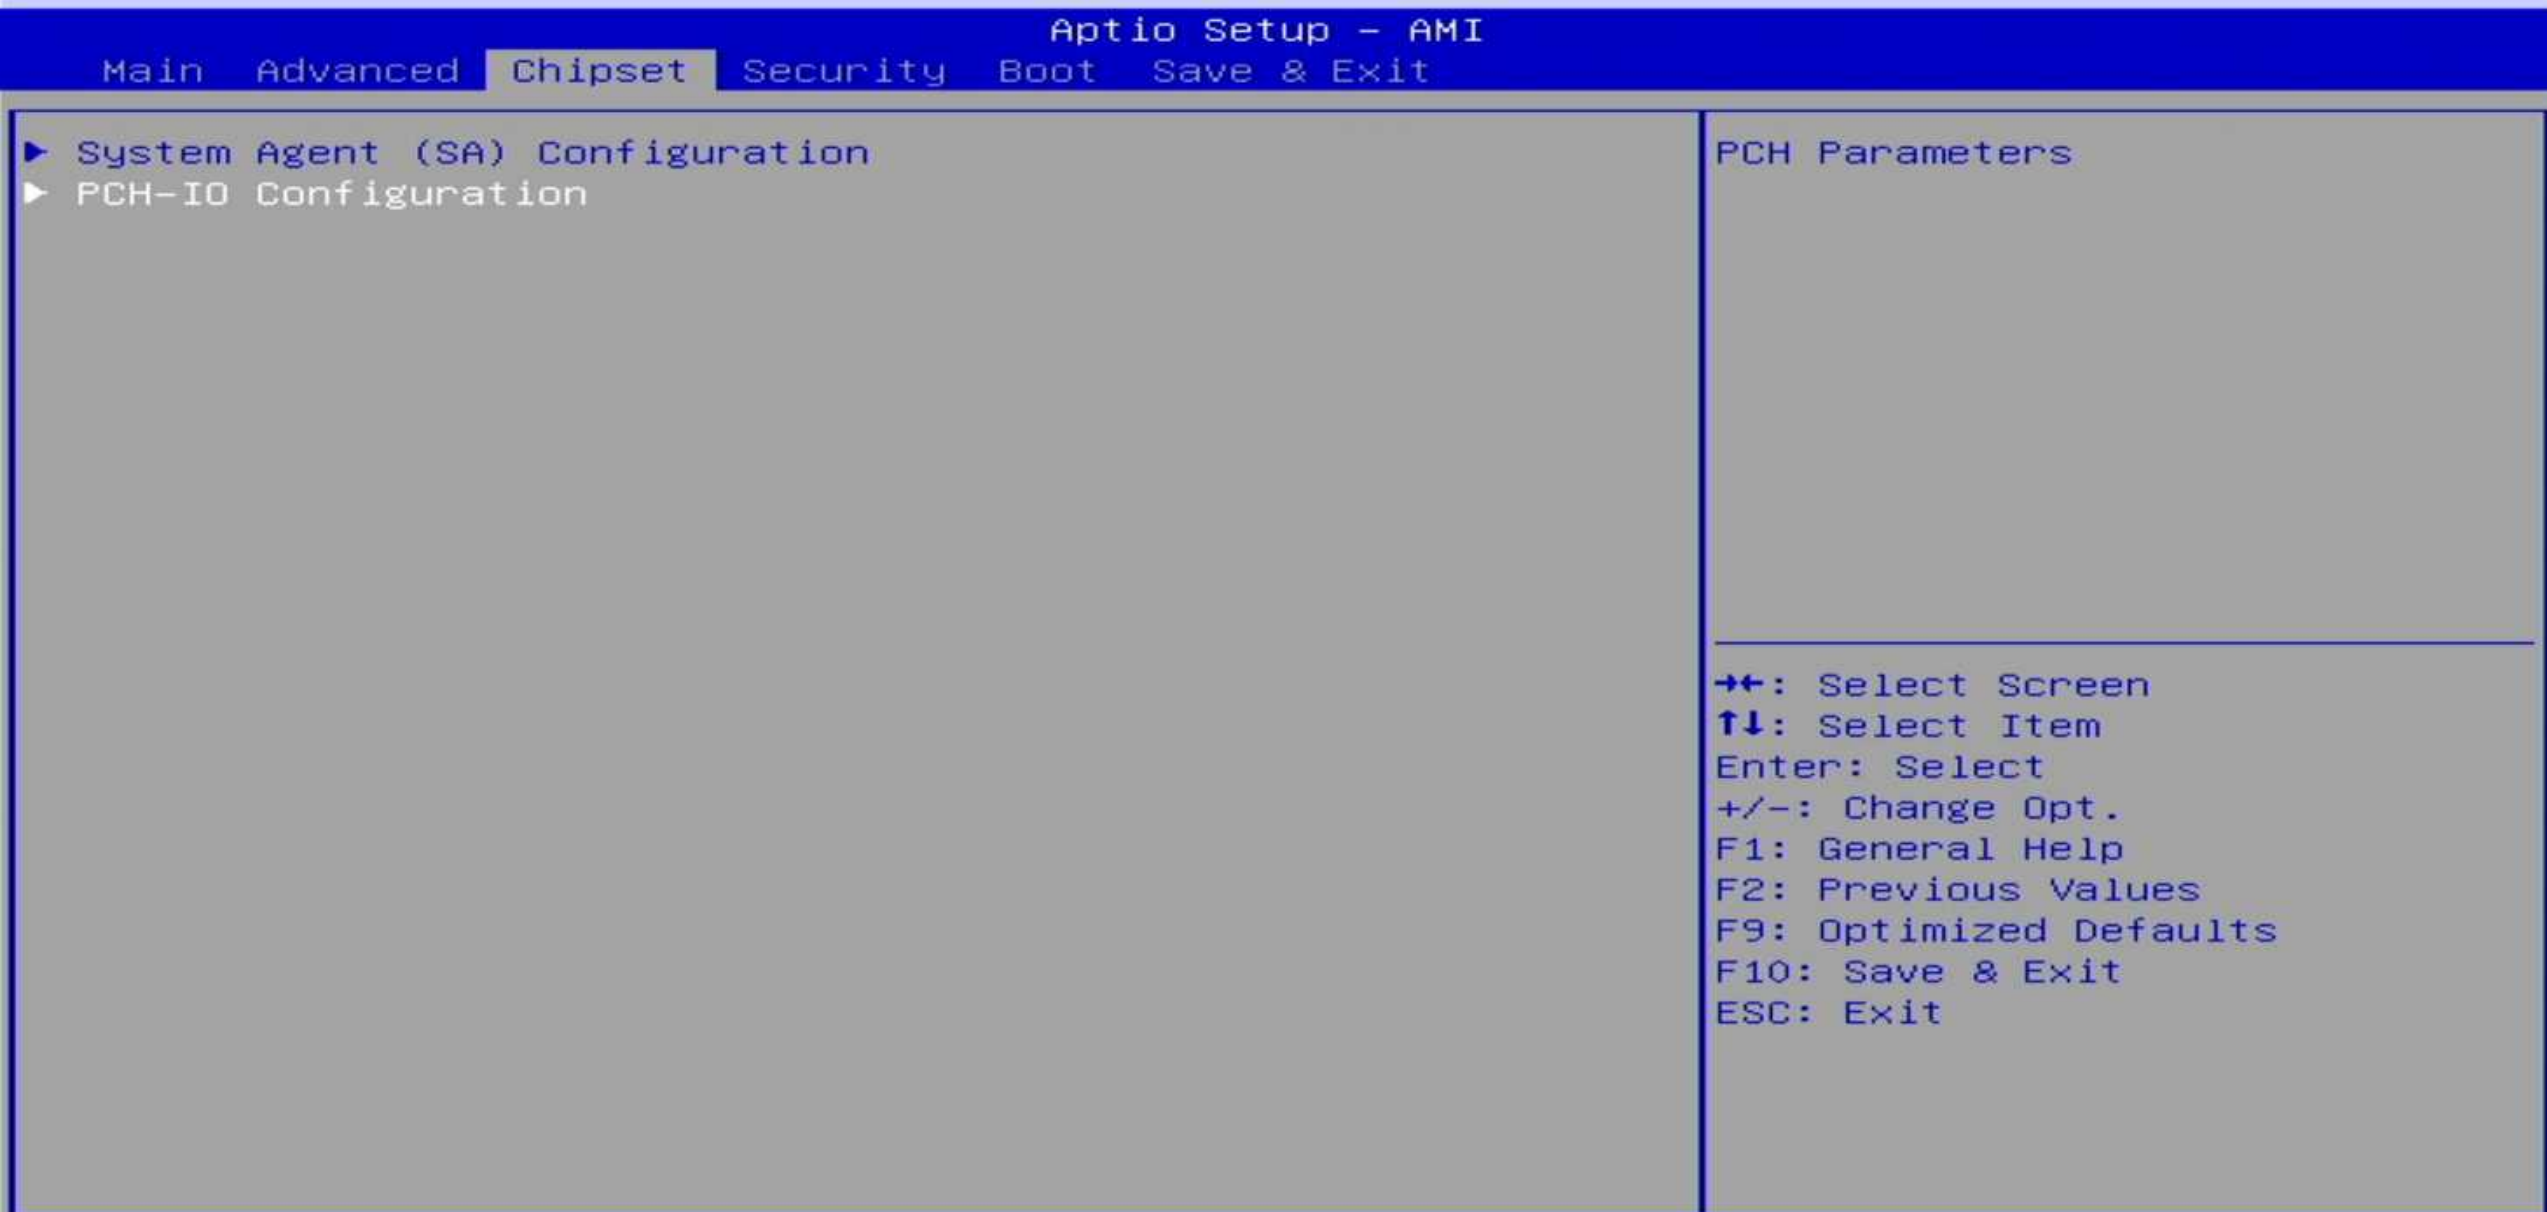 Aptio Setup – AMI
Main Advanced Chipset Security Boot Save & Exit
► System Agent (SA) Configuration
► PCH-IO Configuration
PCH Parameters
→←: Select Screen
↑↓: Select Item
Enter: Select
+/-: Change Opt.
F1: General Help
F2: Previous Values
F9: Optimized Defaults
F10: Save & Exit
ESC: Exit